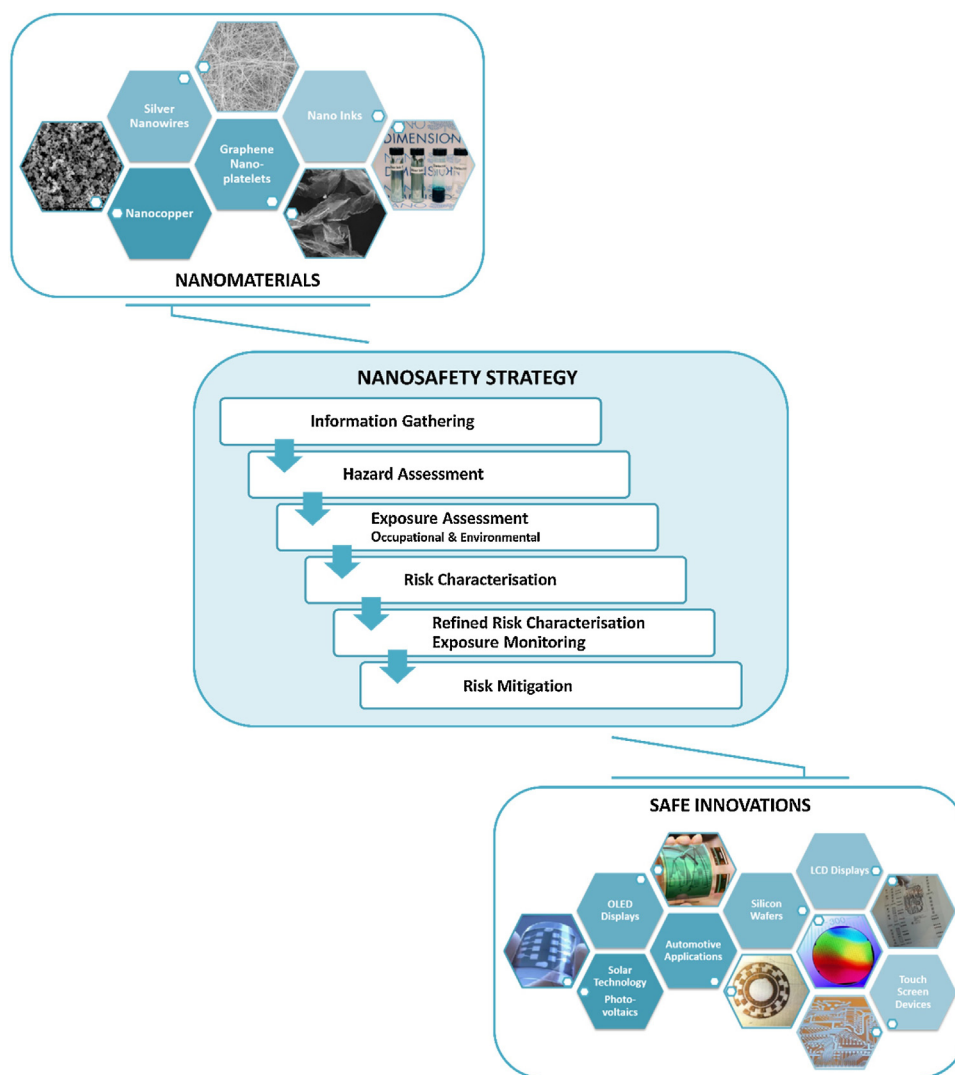 Silver
Nanowires
Nano Inks
Graphene
Nano-
platelets
Nanocopper
DIMENSION
NANOMATERIALS
NANOSAFETY STRATEGY
Information Gathering
Hazard Assessment
Exposure Assessment
Occupational & Environmental
Risk Characterisation
Refined Risk Characterisation
Exposure Monitoring
Risk Mitigation
SAFE INNOVATIONS
LCD Displays
OLED
Displays
Silicon
Wafers
Automotive
Applications
Solar
Technology
Photo-
voltaics
Touch
Screen
Devices